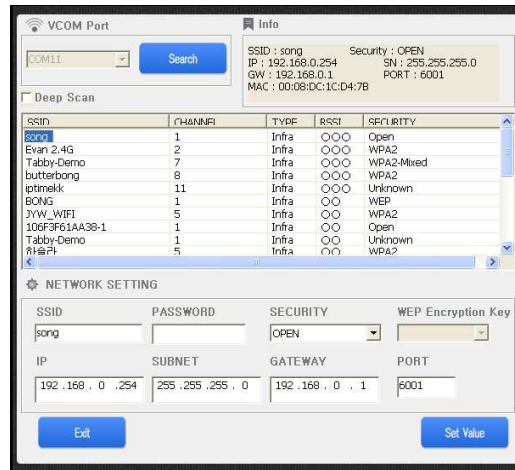 VCOM Port
Info
COM11
Search
SSID : song Security : OPEN
IP : 192.168.0.254 SN : 255.255.255.0
GW : 192.168.0.1 PORT : 6001
MAC : 00:08:DC:1C:D4:7B
Deep Scan
SSID CHANNEL TYPE RSSI SECURITY
song 1 Infra OOO Open
Evan 2.4G 2 Infra OOO WPA2
Tabby-Demo 7 Infra OOO WPA2-Mixed
butterbong 8 Infra OOO WPA2
iptimekk 11 Infra OOO Unknown
BONG 1 Infra OO WEP
JYW_WIFI 5 Infra OO WPA2
106F3F61AA38-1 1 Infra OO Open
Tabby-Demo 1 Infra OO Unknown
하슬라 5 Infra OO WPA2
NETWORK SETTING
SSID PASSWORD SECURITY WEP Encryption Key
song OPEN
IP SUBNET GATEWAY PORT
192 .168 . 0 .254 255 .255 .255 . 0 192 .168 . 0 . 1 6001
Exit Set Value